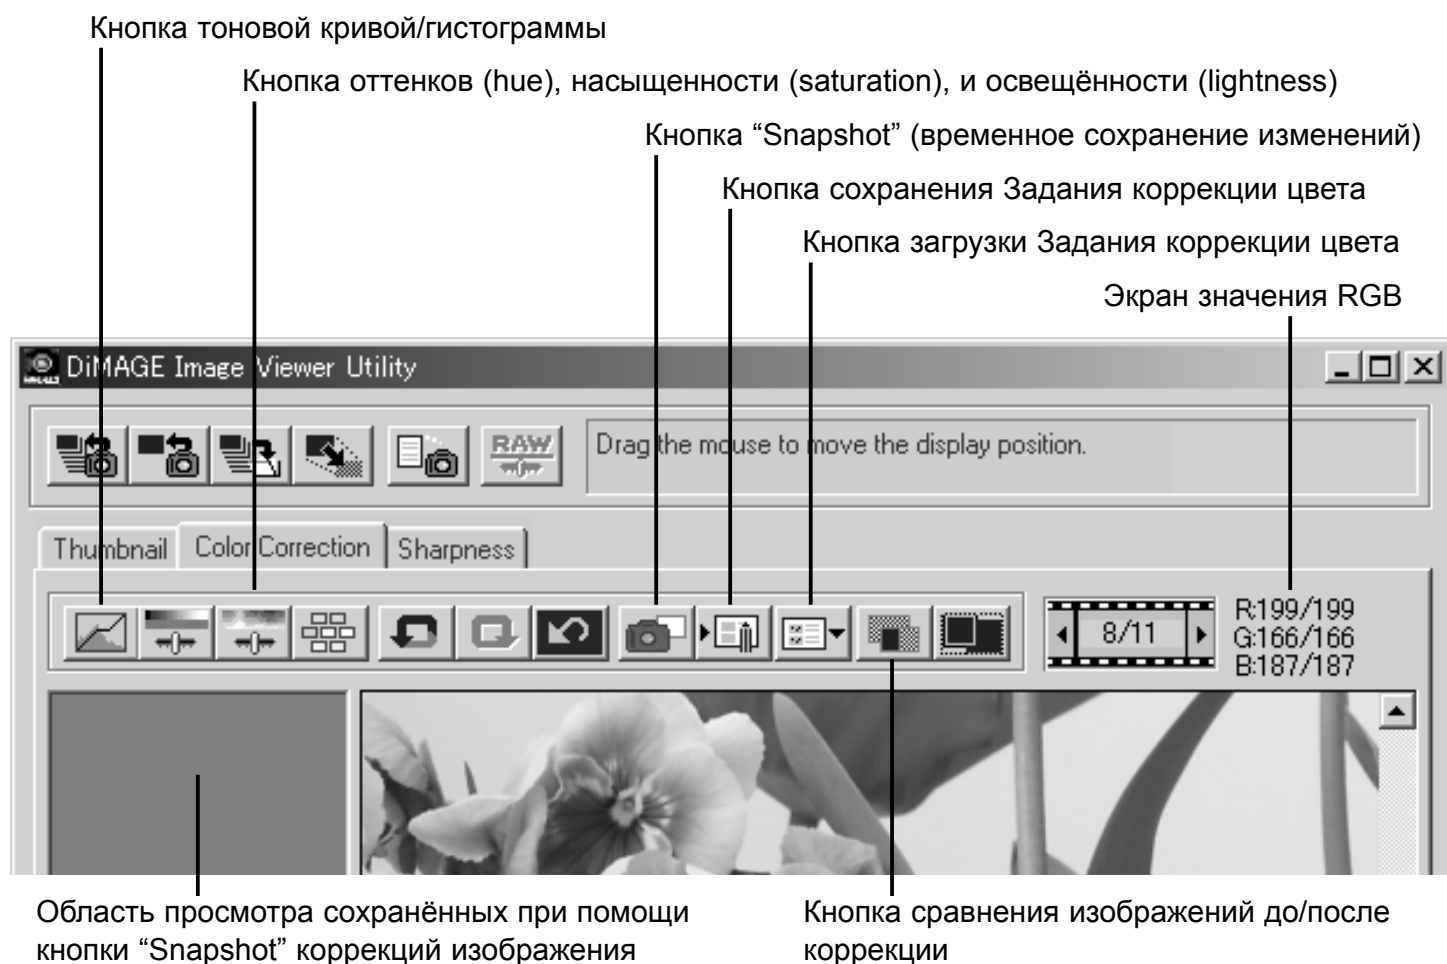 Кнопка тоновой кривой/гистограммы
Кнопка оттенков (hue), насыщенности (saturation), и освещённости (lightness)
Кнопка “Snapshot” (временное сохранение изменений)
Кнопка сохранения Задания коррекции цвета
Кнопка загрузки Задания коррекции цвета
Экран значения RGB
DiMAGE Image Viewer Utility
RAW
Drag the mouse to move the display position.
Thumbnail Color Correction Sharpness
8/11
R:199/199
G:166/166
B:187/187
Область просмотра сохранённых при помощи
кнопки “Snapshot” коррекций изображения
Кнопка сравнения изображений до/после
коррекции